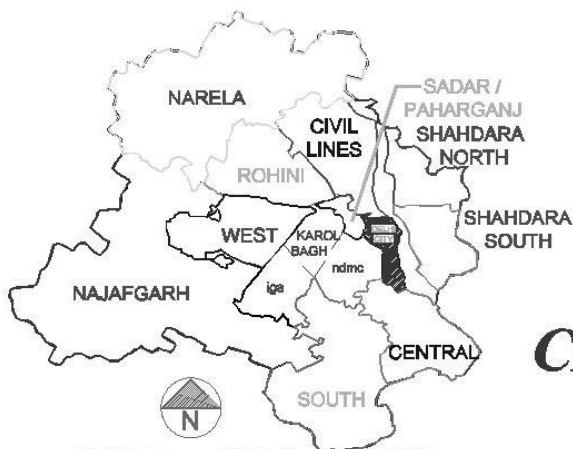 NARELA
SADAR /
PAHARGANJ
CIVIL
LINES
SHAHDARA
NORTH
ROHINI
SHAHDARA
SOUTH
WEST
KAROL
BAGH
NAJAFGARH
iga
ndmc
CENTRAL
C
SOUTH
N